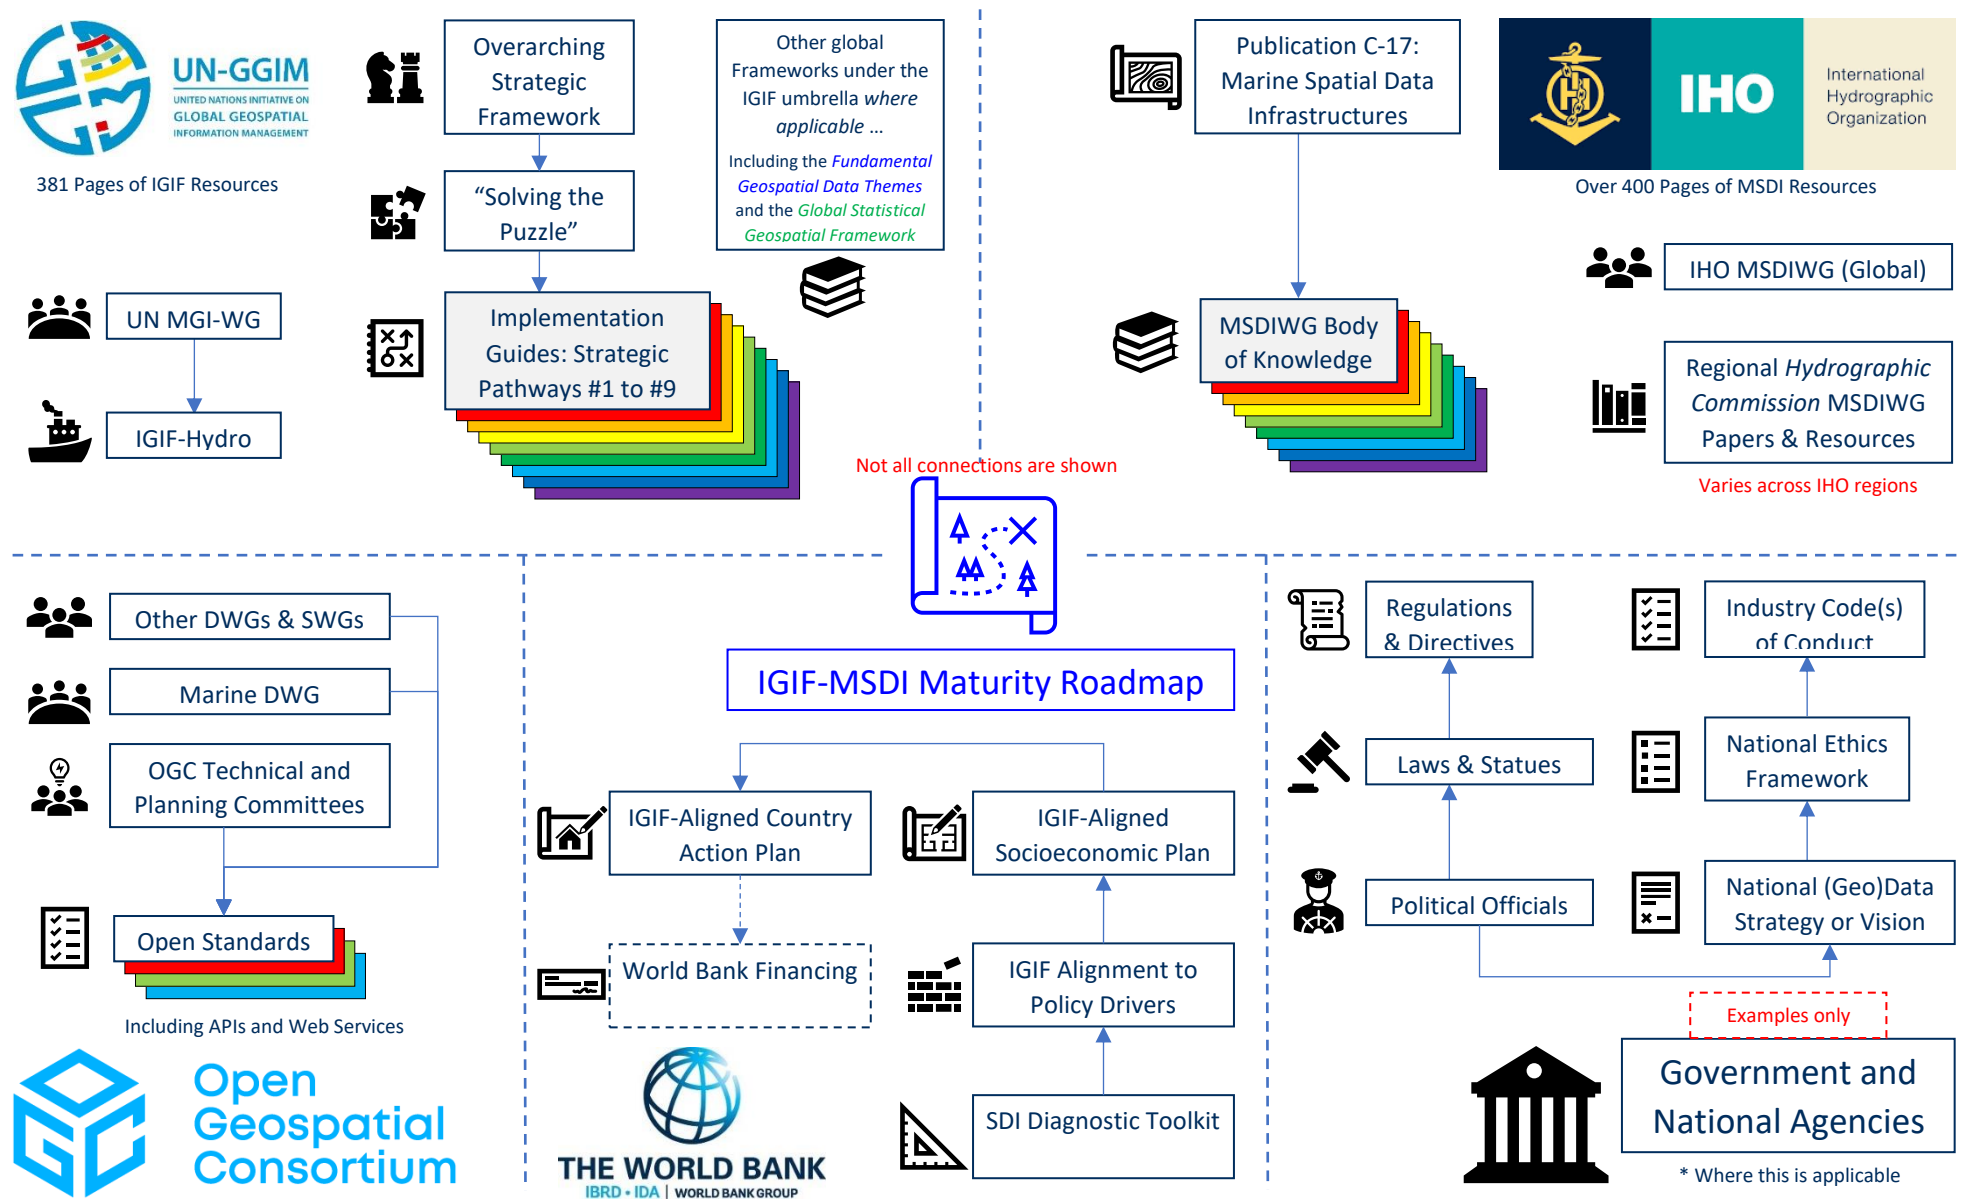 UN-GGIM
UNITED NATIONS INITIATIVE ON
GLOBAL GEOSPATIAL
INFORMATION MANAGEMENT
381 Pages of IGIF Resources
Overarching
Strategic
Framework
"Solving the
Puzzle"
Implementation
Guides: Strategic
Pathways #1 to #9
Other global
Frameworks under the
IGIF umbrella where
applicable ...
Including the Fundamental
Geospatial Data Themes
and the Global Statistical
Geospatial Framework
UN MGI-WG
IGIF-Hydro
Publication C-17:
Marine Spatial Data
Infrastructures
MSDIWG Body
of Knowledge
IHO
International
Hydrographic
Organization
Over 400 Pages of MSDI Resources
IHO MSDIWG (Global)
Regional Hydrographic
Commission MSDIWG
Papers & Resources
Varies across IHO regions
Not all connections are shown
IGIF-MSDI Maturity Roadmap
Other DWGs & SWGs
Marine DWG
OGC Technical and
Planning Committees
Open Standards
Including APIs and Web Services
OGC
Open
Geospatial
Consortium
IGIF-Aligned Country
Action Plan
World Bank Financing
IGIF-Aligned
Socioeconomic Plan
IGIF Alignment to
Policy Drivers
SDI Diagnostic Toolkit
THE WORLD BANK
IBRD • IDA | WORLD BANK GROUP
Regulations
& Directives
Laws & Statues
Political Officials
Industry Code(s)
of Conduct
National Ethics
Framework
National (Geo)Data
Strategy or Vision
Examples only
Government and
National Agencies
* Where this is applicable